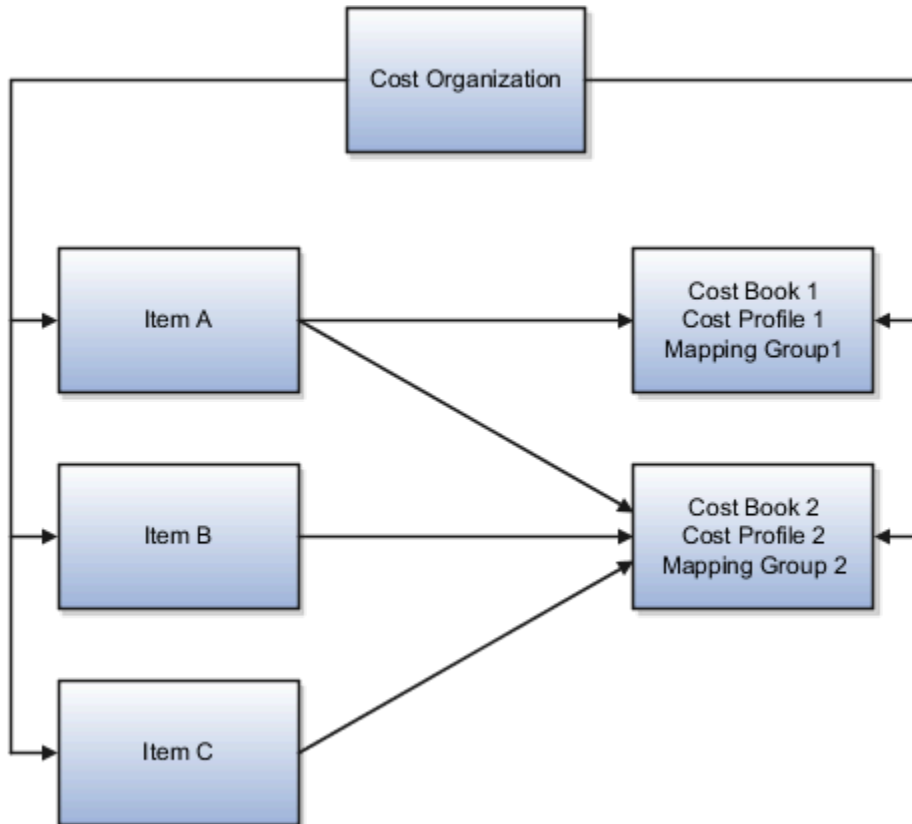 Cost Organization
Item A
Cost Book 1
Cost Profile 1
Mapping Group1
Item B
Cost Book 2
Cost Profile 2
Mapping Group 2
Item C